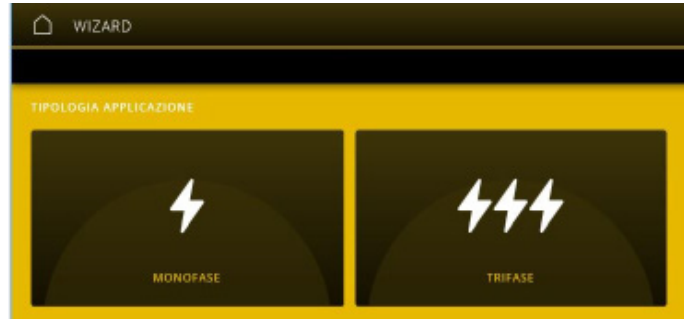 WIZARD
TIPOLOGIA APPLICAZIONE
MONOFASE
TRIFASE